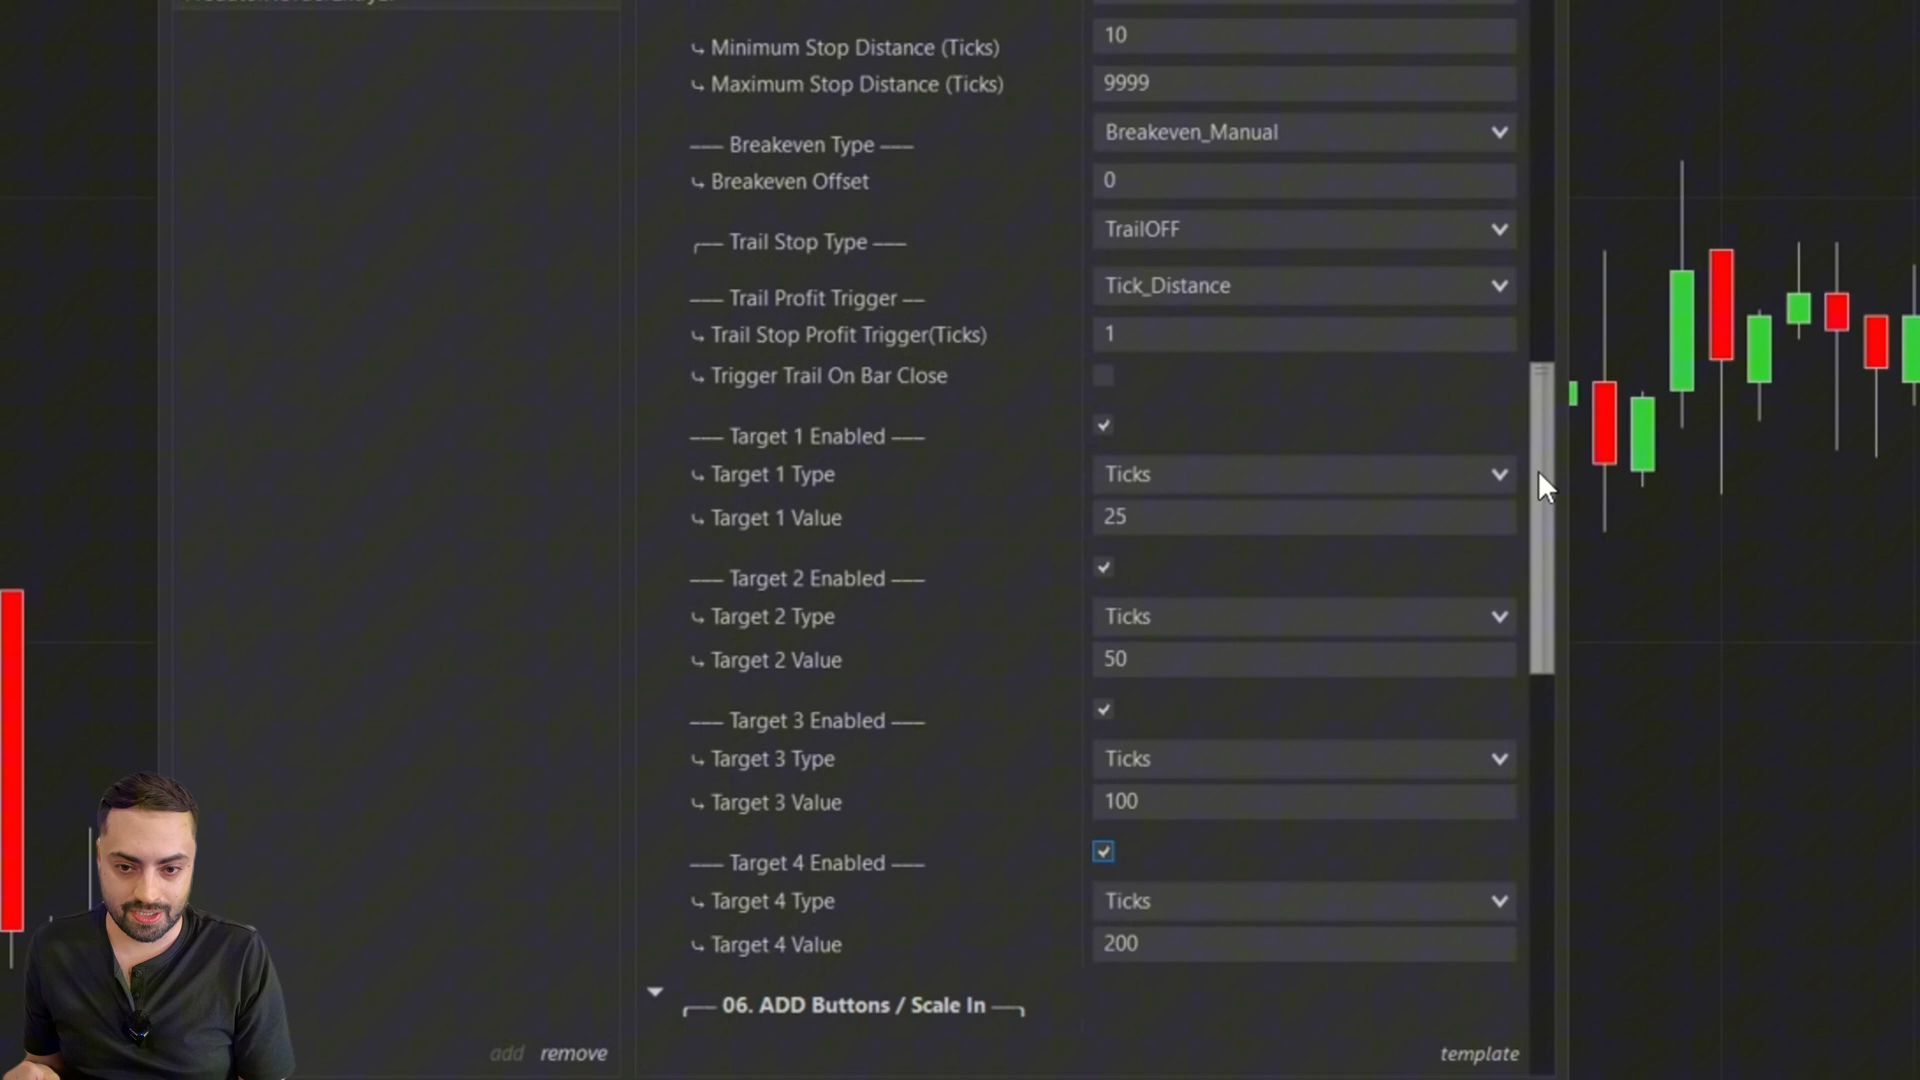 Minimum Stop Distance (Ticks) 10
Maximum Stop Distance (Ticks) 9999
Breakeven Type Breakeven_Manual
Breakeven Offset 0
Trail Stop Type TrailOFF
Trail Profit Trigger Tick_Distance
Trail Stop Profit Trigger(Ticks) 1
Trigger Trail On Bar Close
Target 1 Enabled
Target 1 Type Ticks
Target 1 Value 25
Target 2 Enabled
Target 2 Type Ticks
Target 2 Value 50
Target 3 Enabled
Target 3 Type Ticks
Target 3 Value 100
Target 4 Enabled
Target 4 Type Ticks
Target 4 Value 200
06. ADD Buttons / Scale In
add remove template